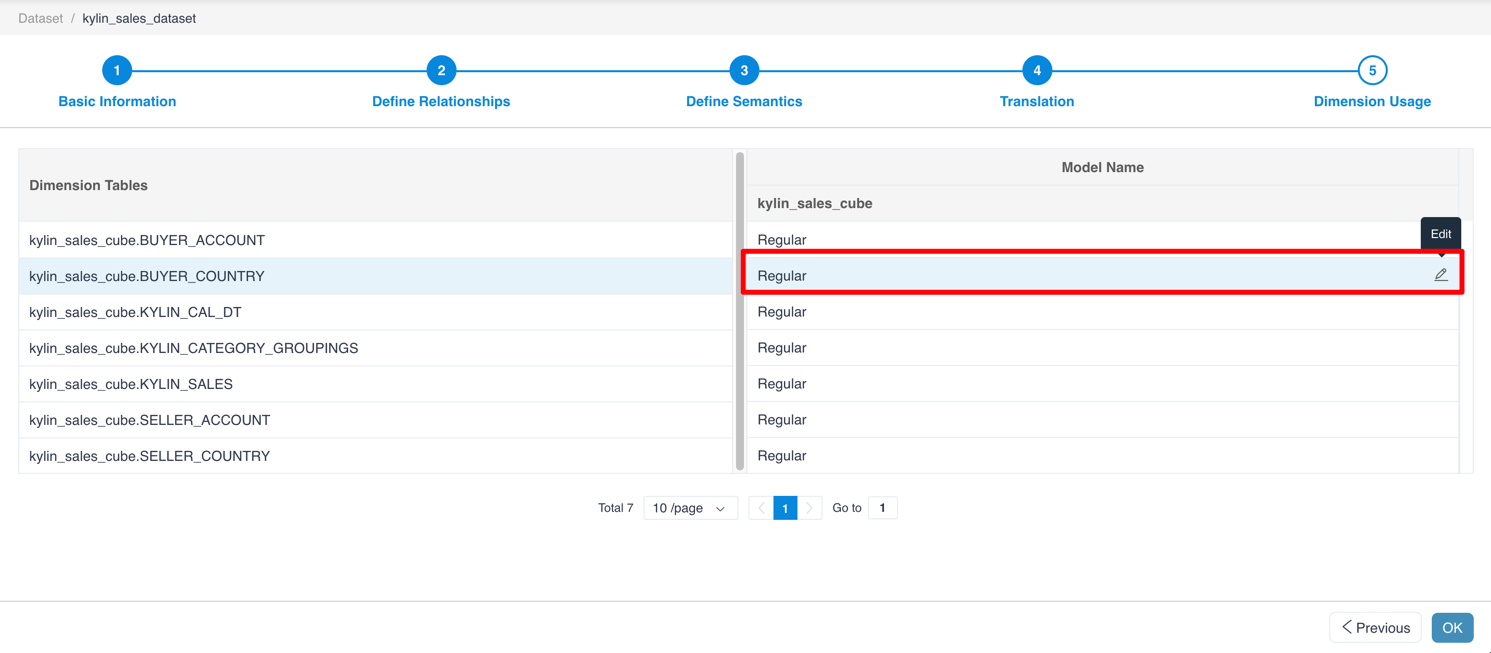 Dataset / kylin_sales_dataset
1 2 3 4 5
Basic Information Define Relationships Define Semantics Translation Dimension Usage
Dimension Tables
Model Name
kylin_sales_cube
kylin_sales_cube.BUYER_ACCOUNT Regular
Edit
kylin_sales_cube.BUYER_COUNTRY Regular
kylin_sales_cube.KYLIN_CAL_DT Regular
kylin_sales_cube.KYLIN_CATEGORY_GROUPINGS Regular
kylin_sales_cube.KYLIN_SALES Regular
kylin_sales_cube.SELLER_ACCOUNT Regular
kylin_sales_cube.SELLER_COUNTRY Regular
Total 7 10 /page 1 Go to 1
Previous OK